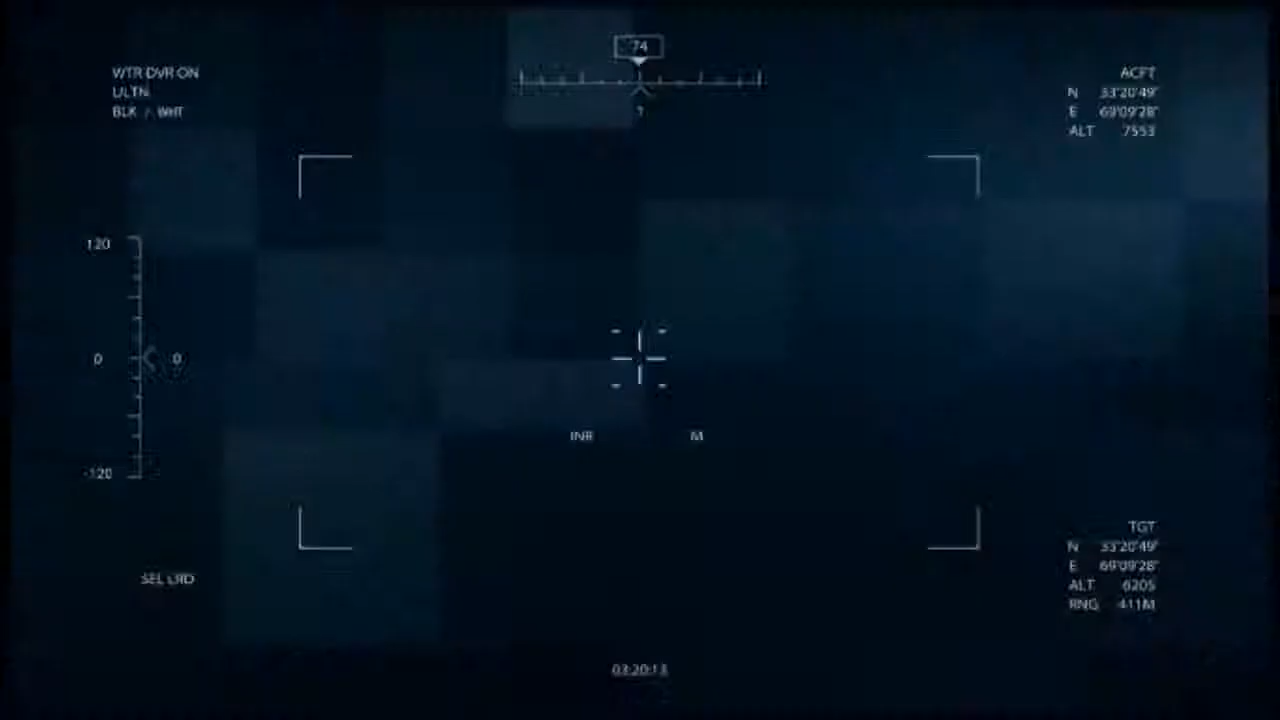 74
WTR DVR ON
ULTN
BLK / WHT
ACFT
N 33°20'49"
E 69°09'28"
ALT 7553
120
0
0
-120
INR
M
SEL LRD
TGT
N 33°20'49"
E 69°09'28"
ALT 6205
RNG 411M
03:20:13